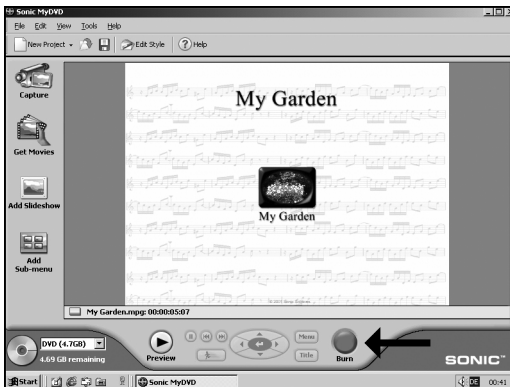 Sonic MyDVD
File Edit View Tools Help
New Project Edit Style Help
Capture
Get Movies
Add Slideshow
Add
Sub-menu
My Garden
My Garden
My Garden.mpg: 00:00:05:07
DVD (4.7GB)
4.69 GB remaining
Preview
Menu
Title
Burn
SONIC™
Start
Sonic MyDVD
DE
00:41